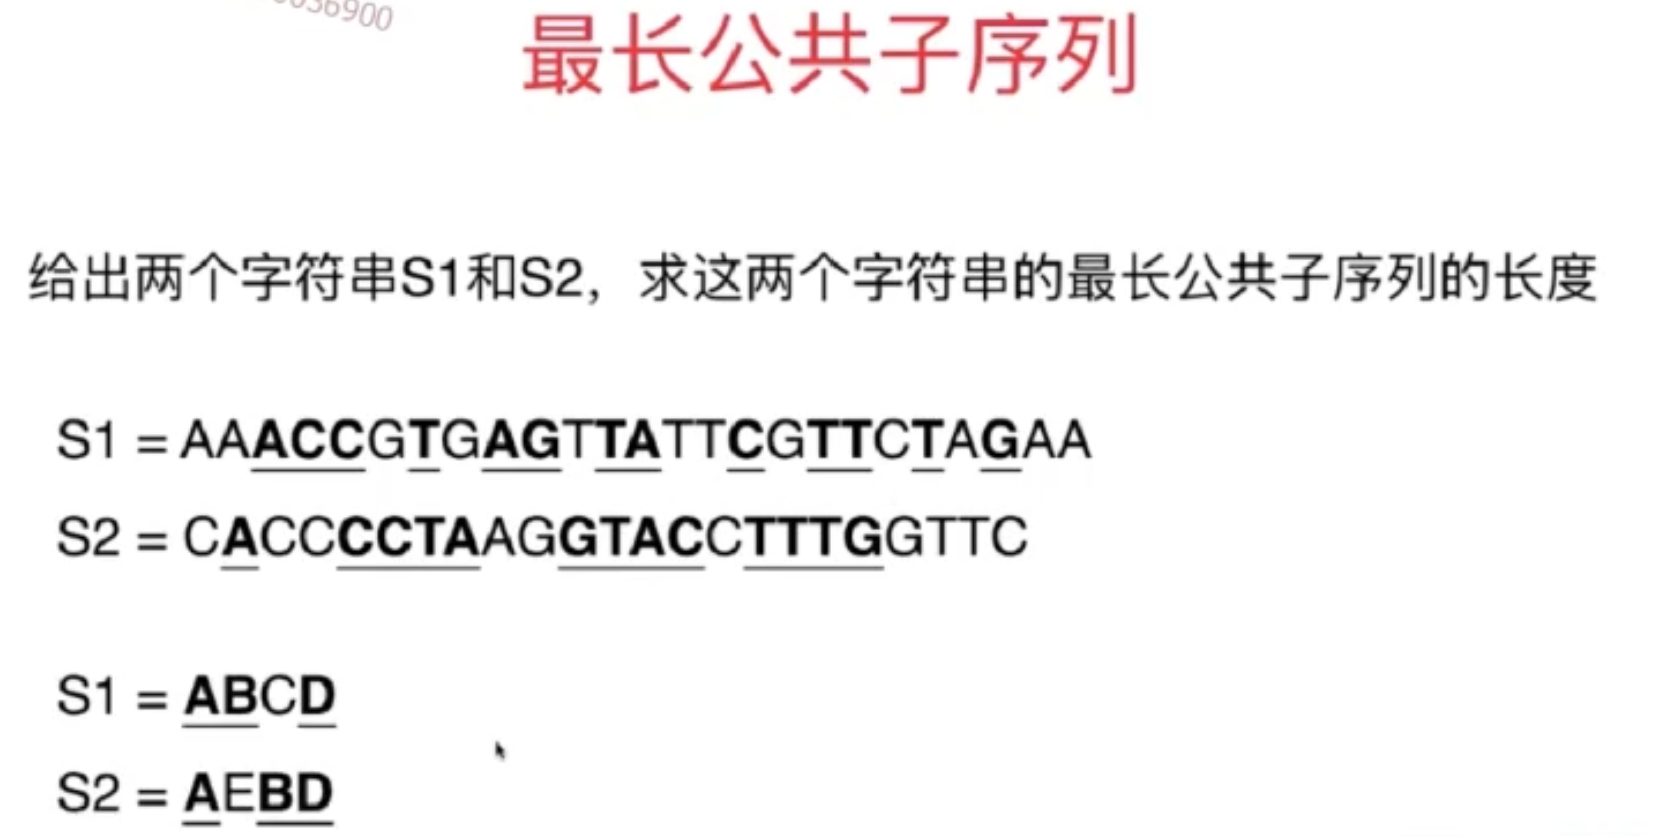 36900
最长公共子序列
给出两个字符串S1和S2，求这两个字符串的最长公共子序列的长度
S1 = AAACCGTGAGTTATTCGTTCTAGAA
S2 = CACCCCTAAGGTACCTTTGGTTC
S1 = ABCD
S2 = AEBD